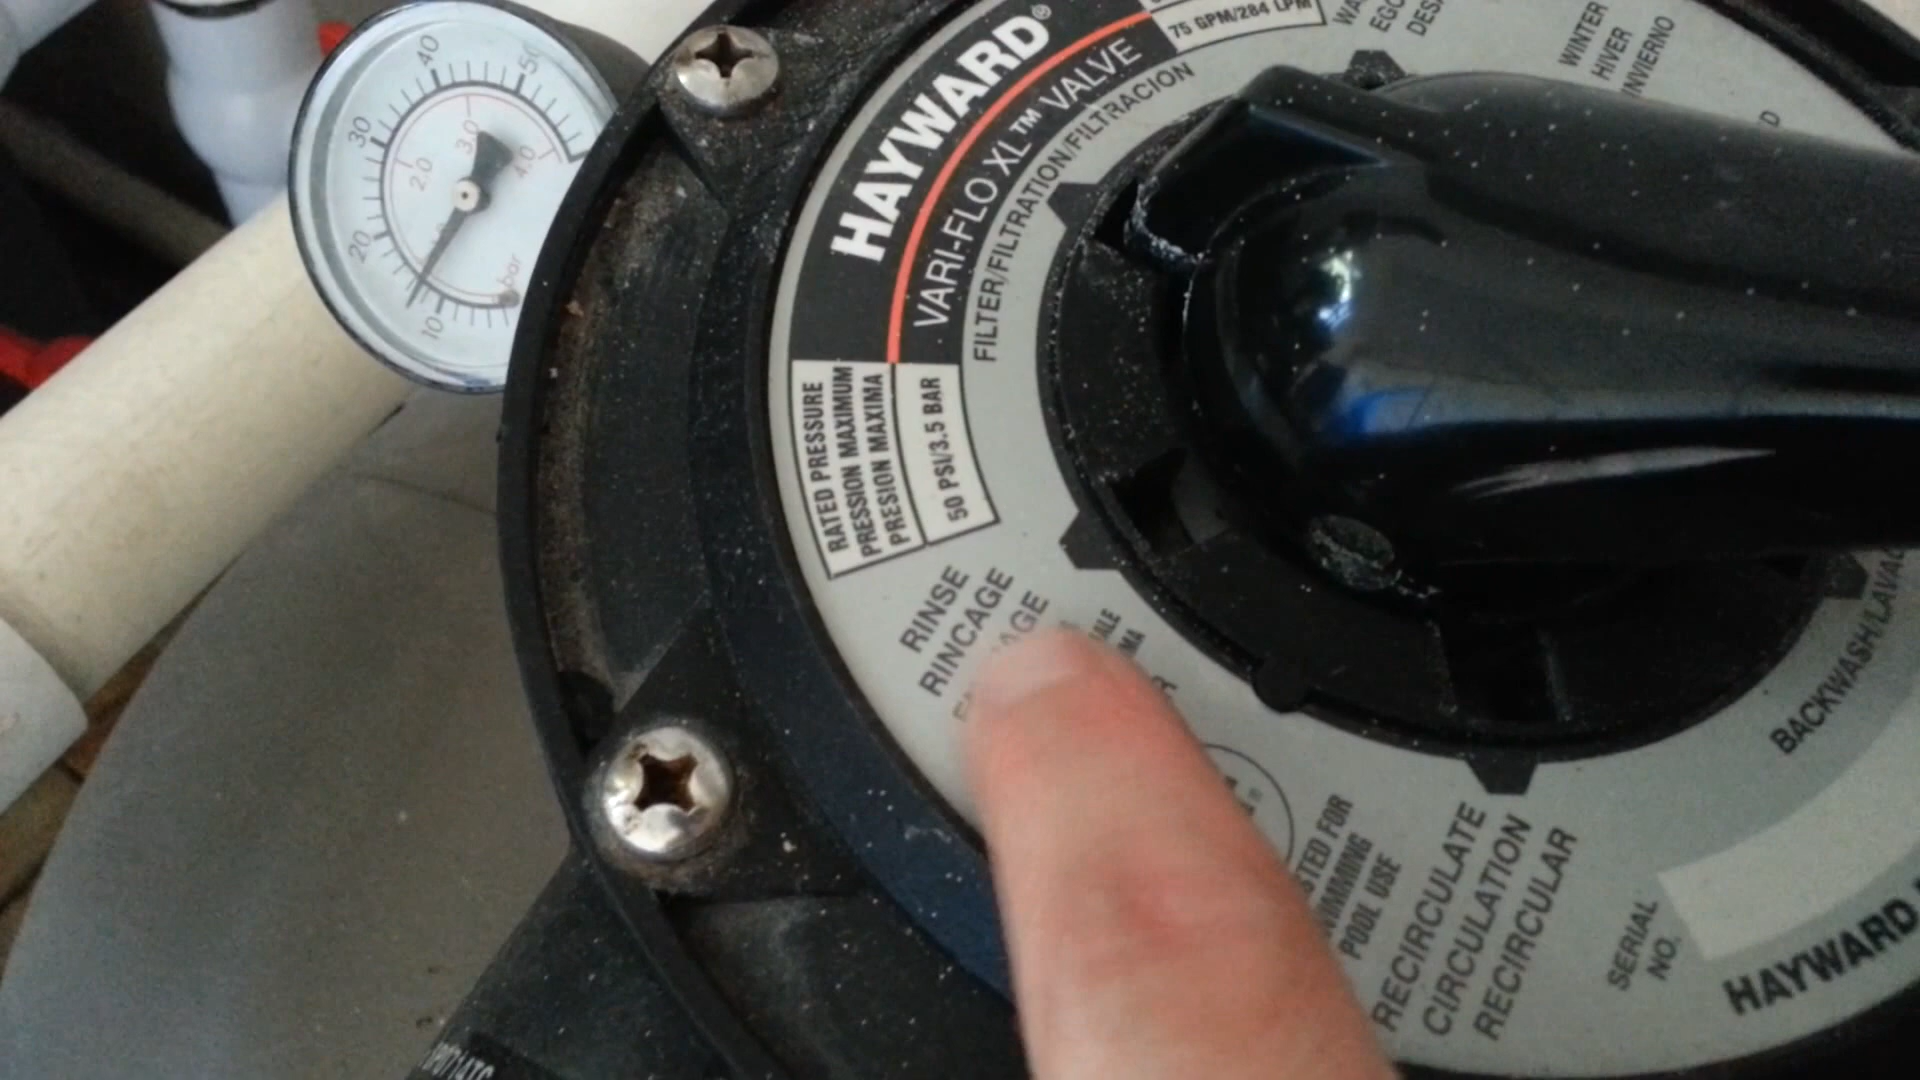 40
50
30
20
10
3.0
2.0
4.0
bar
HAYWARD®
VARI-FLO XL™ VALVE
75 GPM/284 LPM
FILTER/FILTRATION/FILTRACION
WINTER
HIVER
INVIERNO
RATED PRESSURE
PRESSION MAXIMUM
PRESION MAXIMA
50 PSI/3.5 BAR
RINSE
RINCAGE
FOR
POOL USE
RECIRCULATE
CIRCULATION
RECIRCULAR
BACKWASH
SERIAL
NO.
HAYWARD